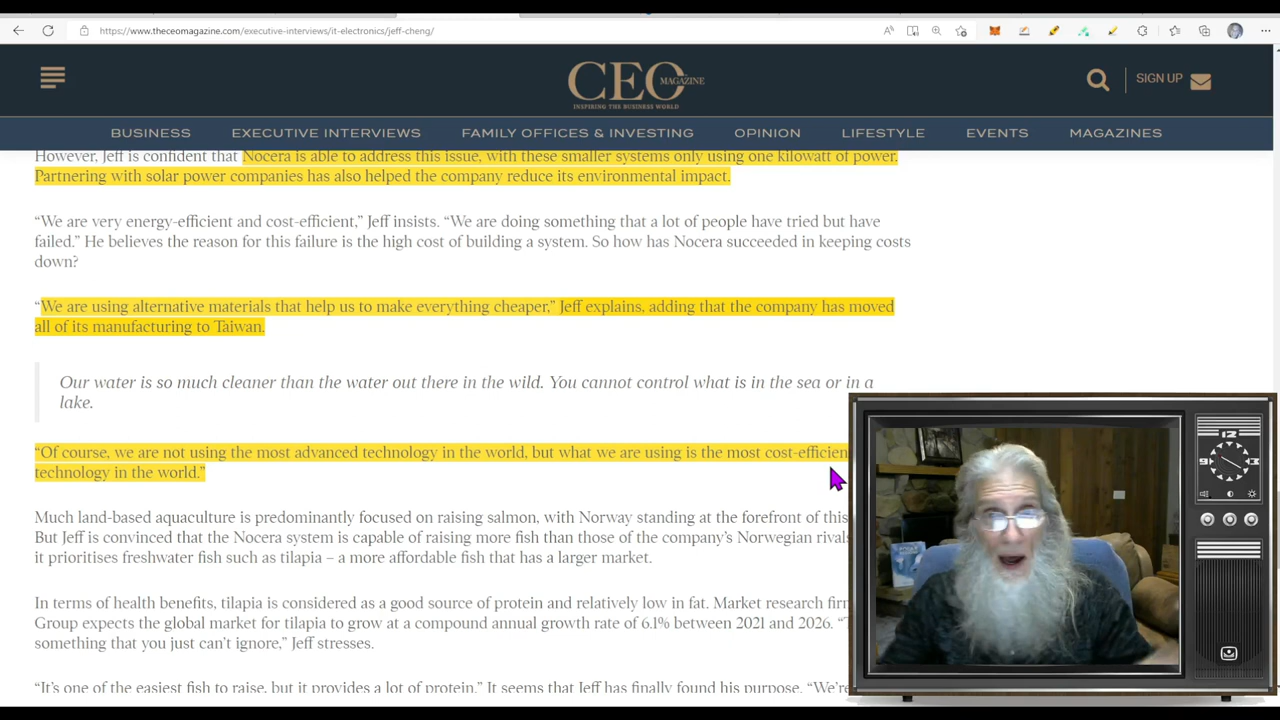 https://www.theceomagazine.com/executive-interviews/it-electronics/jeff-cheng/
CEO
MAGAZINE
INSPIRING THE BUSINESS WORLD
SIGN UP
BUSINESS EXECUTIVE INTERVIEWS FAMILY OFFICES & INVESTING OPINION LIFESTYLE EVENTS MAGAZINES
However, Jeff is confident that Nocera is able to address this issue, with these smaller systems only using one kilowatt of power.
Partnering with solar power companies has also helped the company reduce its environmental impact.
“We are very energy-efficient and cost-efficient,” Jeff insists. “We are doing something that a lot of people have tried but have
failed.” He believes the reason for this failure is the high cost of building a system. So how has Nocera succeeded in keeping costs
down?
“We are using alternative materials that help us to make everything cheaper,” Jeff explains, adding that the company has moved
all of its manufacturing to Taiwan.
Our water is so much cleaner than the water out there in the wild. You cannot control what is in the sea or in a
lake.
“Of course, we are not using the most advanced technology in the world, but what we are using is the most cost-efficien
technology in the world.”
Much land-based aquaculture is predominantly focused on raising salmon, with Norway standing at the forefront of this
But Jeff is convinced that the Nocera system is capable of raising more fish than those of the company’s Norwegian rivals
it prioritises freshwater fish such as tilapia – a more affordable fish that has a larger market.
In terms of health benefits, tilapia is considered as a good source of protein and relatively low in fat. Market research firm
Group expects the global market for tilapia to grow at a compound annual growth rate of 6.1% between 2021 and 2026. “
something that you just can’t ignore,” Jeff stresses.
“It’s one of the easiest fish to raise, but it provides a lot of protein.” It seems that Jeff has finally found his purpose. “We’re
12
3
9